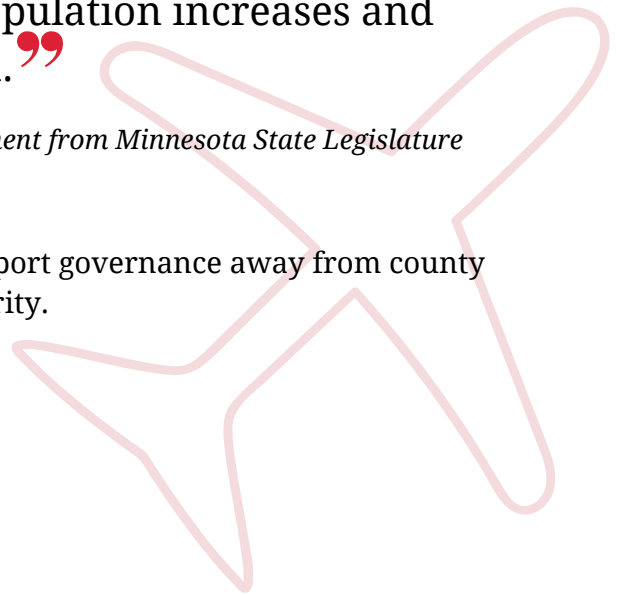 pulation increases and
.”
ent from Minnesota State Legislature
port governance away from county
rity.